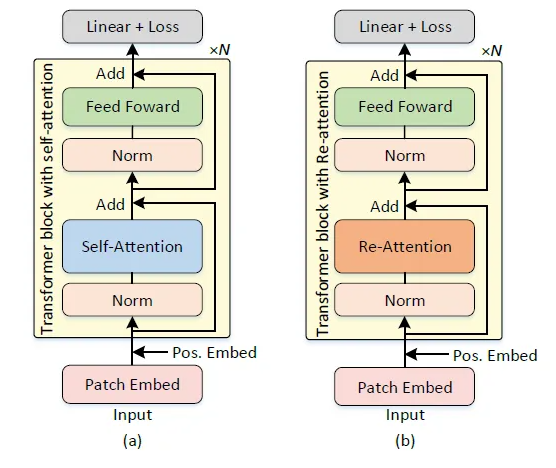 Linear + Loss
×N
Add
Feed Foward
Norm
Add
Self-Attention
Norm
Transformer block with self-attention
Pos. Embed
Patch Embed
Input
(a)
Linear + Loss
×N
Add
Feed Foward
Norm
Add
Re-Attention
Norm
Transformer block with Re-attention
Pos. Embed
Patch Embed
Input
(b)